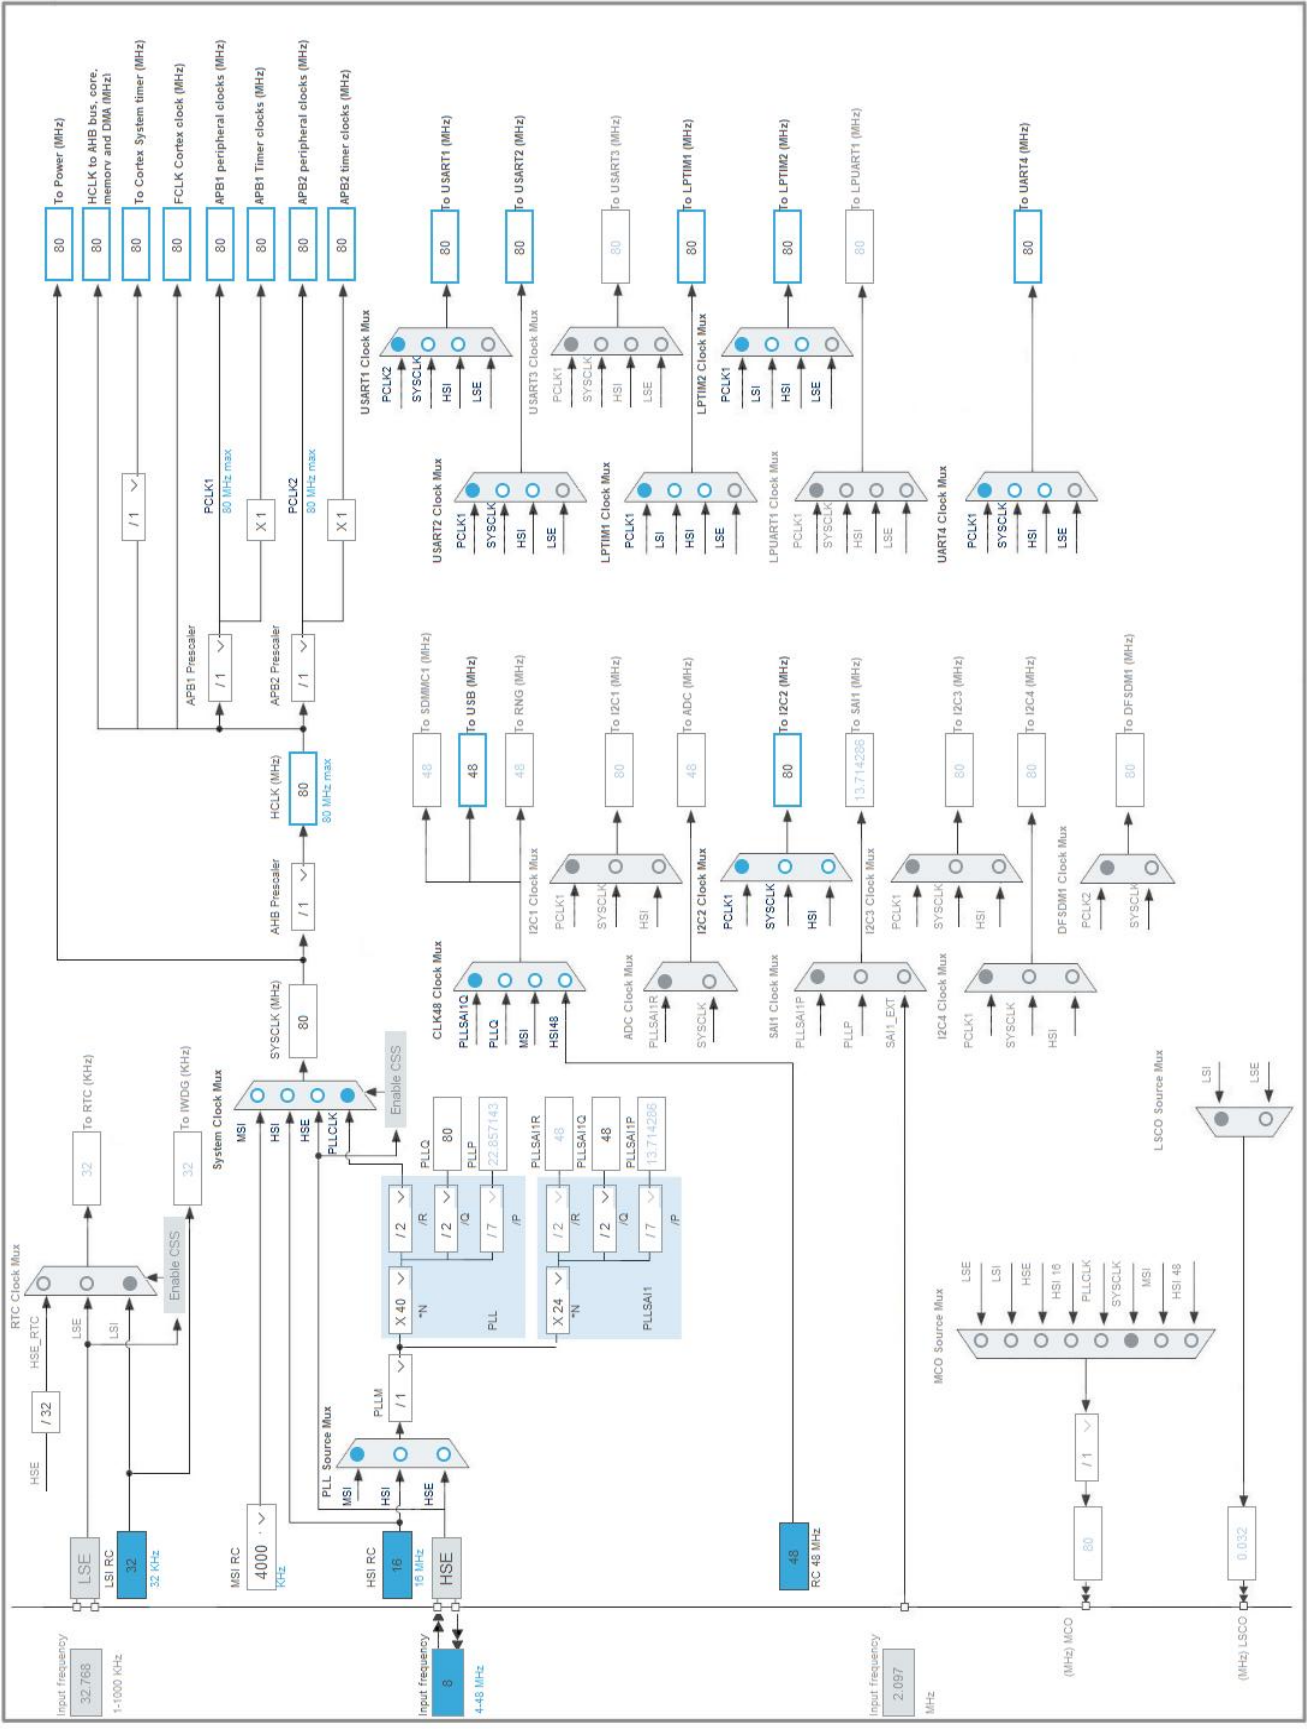 Input frequency
32.768
1-1000 KHz
LSE
LSI RC
32
32 KHz
HSE
/ 32
HSE_RTC
LSE
LSI
RTC Clock Mux
Enable CSS
32
To RTC (KHz)
32
To IWDG (KHz)
MSI RC
4000
KHz
HSI RC
16
16 MHz
HSE
Input frequency
8
4-48 MHz
PLL Source Mux
MSI
HSI
HSE
PLLM
/ 1
X 40
*N
PLL
/ 2
/R
/ 2
/Q
/ 7
/P
PLLQ
80
PLLP
22.857143
X 24
*N
PLLSAI1
/ 2
/R
/ 2
/Q
/ 7
/P
PLLSAI1R
48
PLLSAI1Q
48
PLLSAI1P
13.714286
System Clock Mux
MSI
HSI
HSE
PLLCLK
Enable CSS
SYSCLK (MHz)
80
AHB Prescaler
/ 1
HCLK (MHz)
80
80 MHz max
APB1 Prescaler
/ 1
APB2 Prescaler
/ 1
/ 1
PCLK1
80 MHz max
X 1
PCLK2
80 MHz max
X 1
80
To Power (MHz)
80
HCLK to AHB bus, core,
memory and DMA (MHz)
80
To Cortex System timer (MHz)
80
FCLK Cortex clock (MHz)
80
APB1 peripheral clocks (MHz)
80
APB1 Timer clocks (MHz)
80
APB2 peripheral clocks (MHz)
80
APB2 timer clocks (MHz)
CLK48 Clock Mux
PLLSAI1Q
PLLQ
MSI
HSI48
48
To SDMMC1 (MHz)
48
To USB (MHz)
48
To RNG (MHz)
I2C1 Clock Mux
PCLK1
SYSCLK
HSI
80
To I2C1 (MHz)
ADC Clock Mux
PLLSAI1R
SYSCLK
48
To ADC (MHz)
I2C2 Clock Mux
PCLK1
SYSCLK
HSI
80
To I2C2 (MHz)
SAI1 Clock Mux
PLLSAI1P
PLLP
SAI1_EXT
13.714286
To SAI1 (MHz)
I2C3 Clock Mux
PCLK1
SYSCLK
HSI
80
To I2C3 (MHz)
I2C4 Clock Mux
PCLK1
SYSCLK
HSI
80
To I2C4 (MHz)
DFSDM1 Clock Mux
PCLK2
SYSCLK
80
To DFSDM1 (MHz)
USART1 Clock Mux
PCLK2
SYSCLK
HSI
LSE
80
To USART1 (MHz)
USART2 Clock Mux
PCLK1
SYSCLK
HSI
LSE
80
To USART2 (MHz)
USART3 Clock Mux
PCLK1
SYSCLK
HSI
LSE
80
To USART3 (MHz)
LPTIM1 Clock Mux
PCLK1
LSI
HSI
LSE
80
To LPTIM1 (MHz)
LPTIM2 Clock Mux
PCLK1
LSI
HSI
LSE
80
To LPTIM2 (MHz)
LPUART1 Clock Mux
PCLK1
SYSCLK
HSI
LSE
80
To LPUART1 (MHz)
UART4 Clock Mux
PCLK1
SYSCLK
HSI
LSE
80
To UART4 (MHz)
48
RC 48 MHz
Input frequency
2.097
MHz
MCO Source Mux
LSE
LSI
HSE
HSI 16
PLLCLK
SYSCLK
MSI
HSI 48
/ 1
80
(MHz) MCO
LSCO Source Mux
LSI
LSE
0.032
(MHz) LSCO